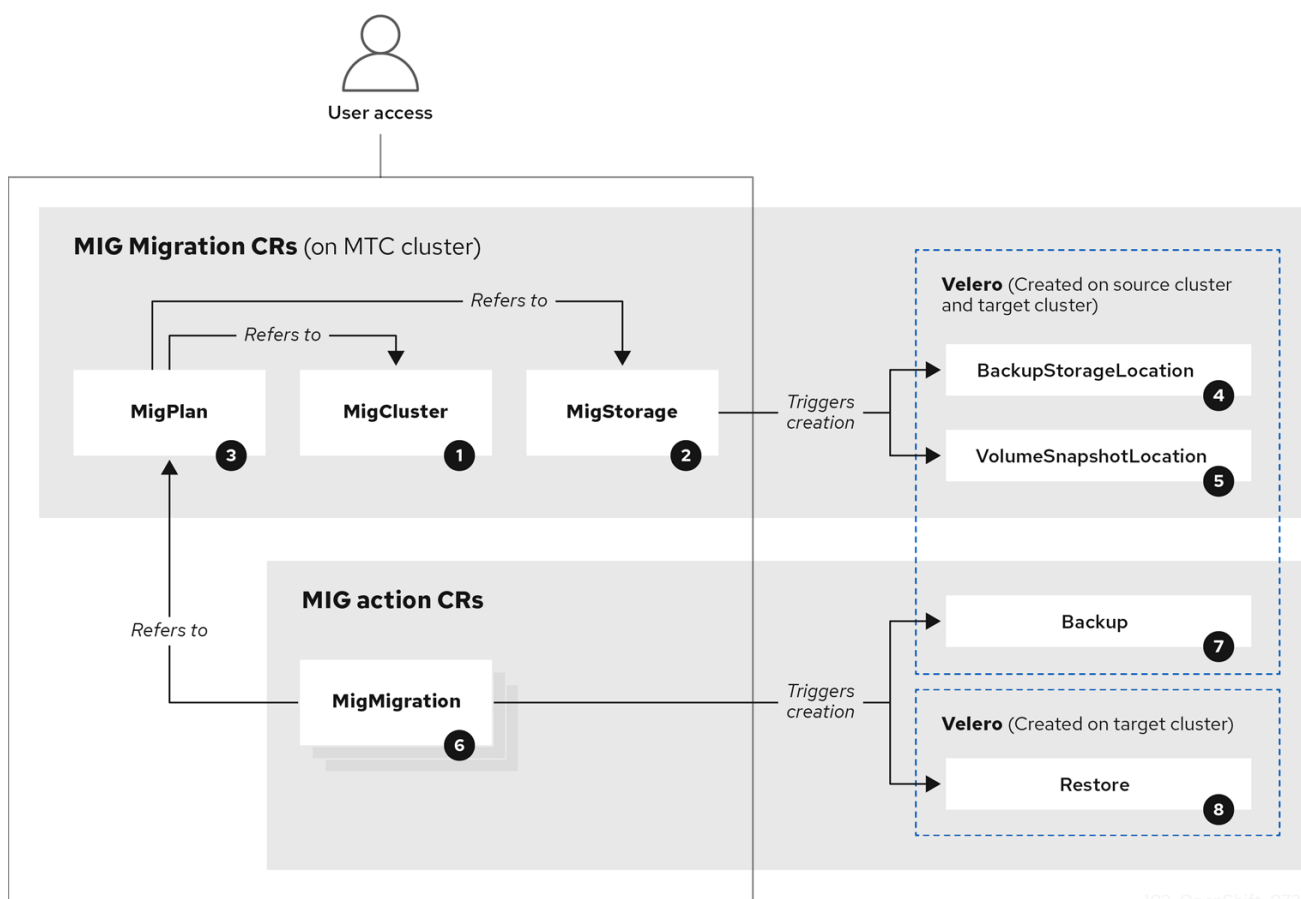 User access
MIG Migration CRs (on MTC cluster)
Refers to
Refers to
MigPlan
3
MigCluster
1
MigStorage
2
Triggers
creation
Velero (Created on source cluster
and target cluster)
BackupStorageLocation
4
VolumeSnapshotLocation
5
Refers to
MIG action CRs
MigMigration
6
Triggers
creation
Backup
7
Velero (Created on target cluster)
Restore
8